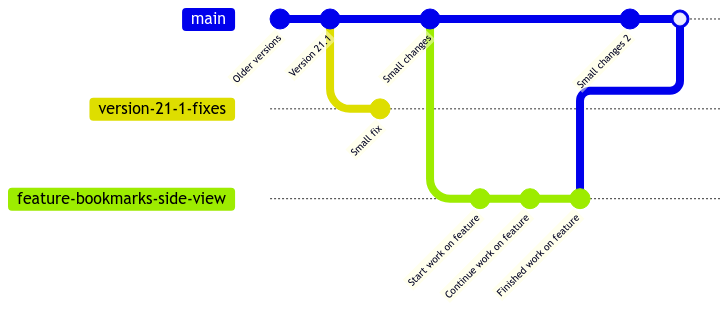 main
Older versions
Version 21.1
Small changes
Small changes 2
version-21-1-fixes
Small fix
feature-bookmarks-side-view
Start work on feature
Continue work on feature
Finished work on feature